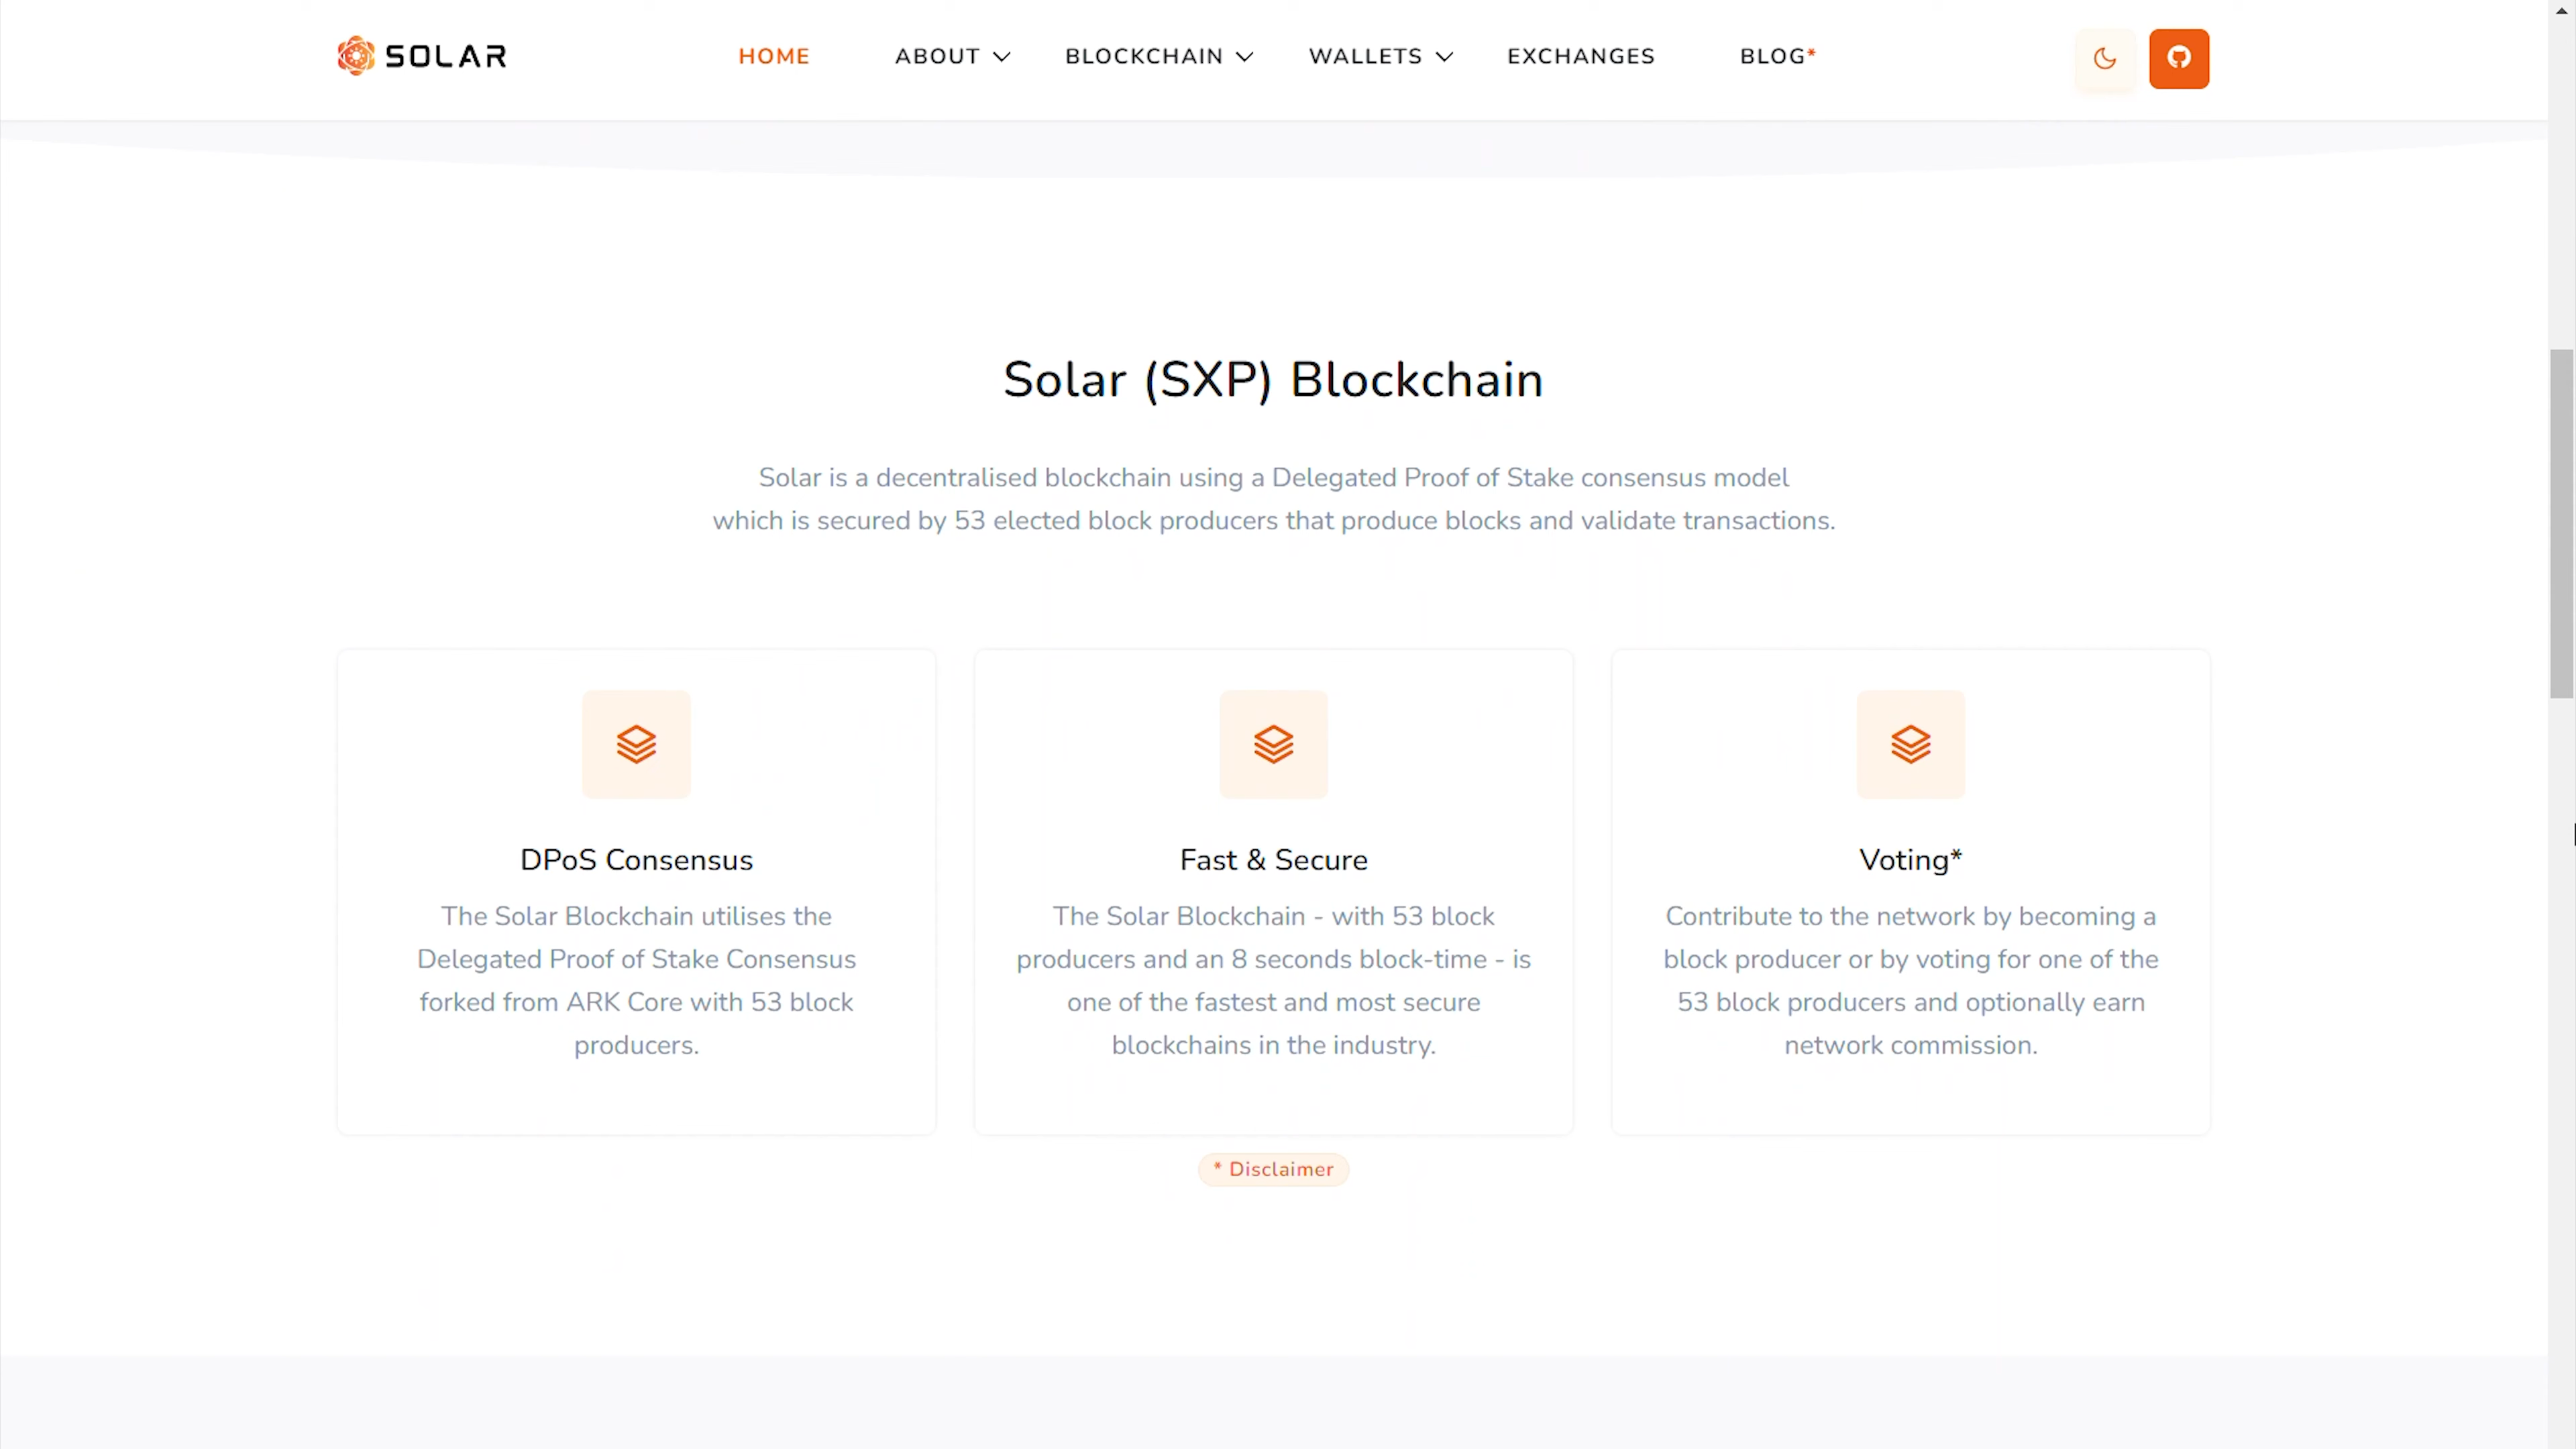 SOLAR
HOME
ABOUT
BLOCKCHAIN
WALLETS
EXCHANGES
BLOG*
Solar (SXP) Blockchain
Solar is a decentralised blockchain using a Delegated Proof of Stake consensus model
which is secured by 53 elected block producers that produce blocks and validate transactions.
DPoS Consensus
The Solar Blockchain utilises the
Delegated Proof of Stake Consensus
forked from ARK Core with 53 block
producers.
Fast & Secure
The Solar Blockchain - with 53 block
producers and an 8 seconds block-time - is
one of the fastest and most secure
blockchains in the industry.
Voting*
Contribute to the network by becoming a
block producer or by voting for one of the
53 block producers and optionally earn
network commission.
* Disclaimer